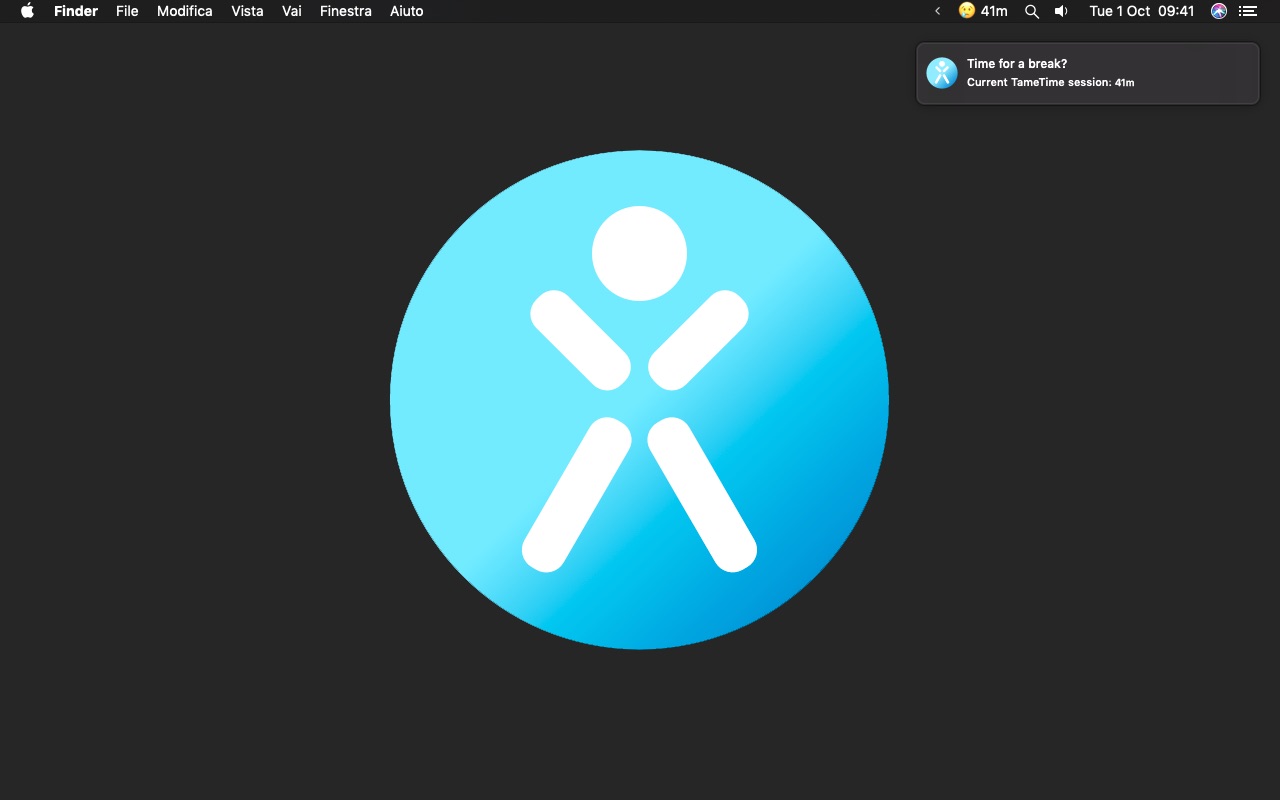 Finder File Modifica Vista Vai Finestra Aiuto 41m Tue 1 Oct 09:41
Time for a break?
Current TameTime session: 41m